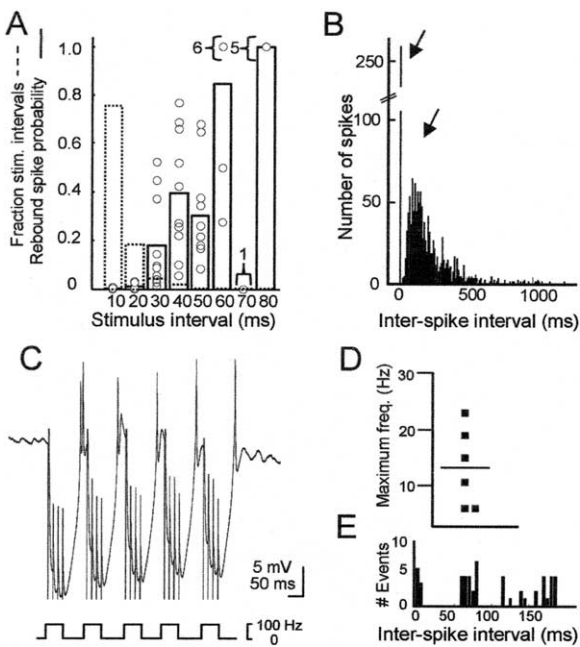 A
Fraction stim. intervals
Rebound spike probability
1.0
0.8
0.6
0.4
0.2
0
6
5
1
10 20 30 40 50 60 70 80
Stimulus interval (ms)
B
Number of spikes
250
100
50
0
0 500 1000
Inter-spike interval (ms)
C
5 mV
50 ms
100 Hz
0
D
Maximum freq. (Hz)
30
20
10
E
# Events
10
5
0
0 50 100 150
Inter-spike interval (ms)